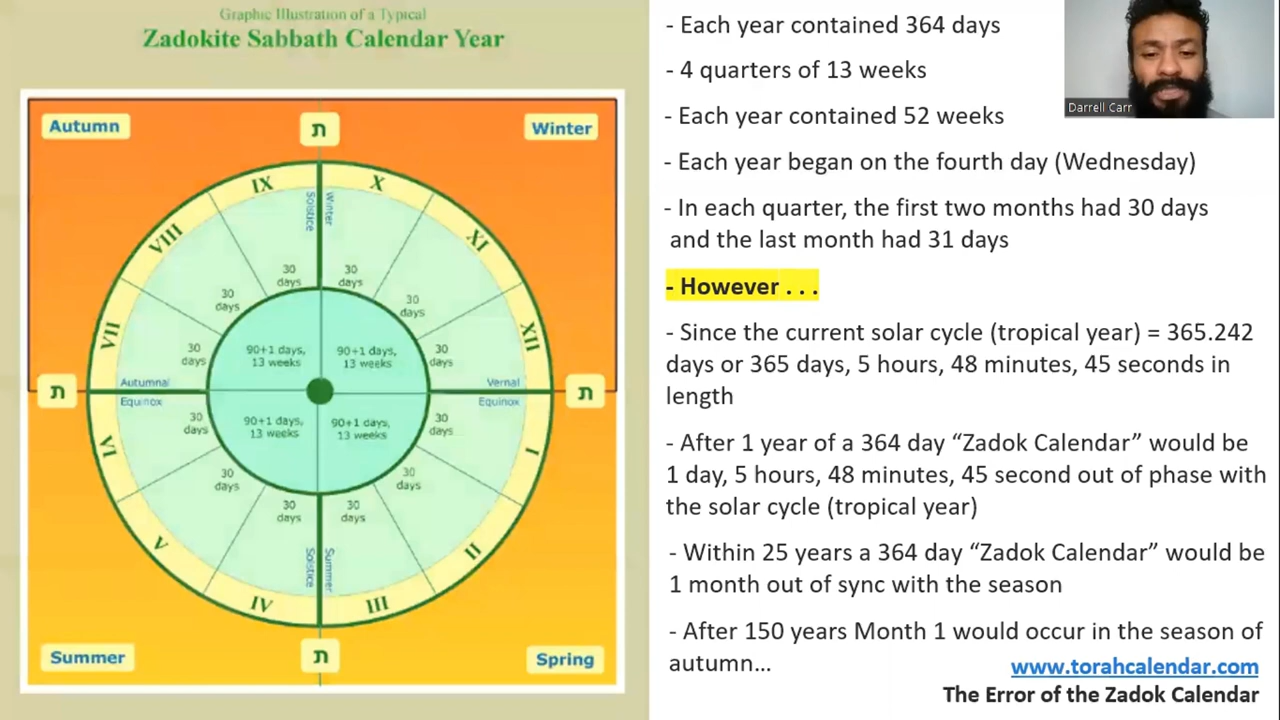 Graphic Illustration of a Typical
Zadokite Sabbath Calendar Year
Autumn
ת
Winter
IX
X
VIII
XI
VII
XII
Solstice
Winter
30
days
30
days
30
days
30
days
30
days
30
days
90+1 days,
13 weeks
90+1 days,
13 weeks
Autumnal
Vernal
ת
ת
Equinox
Equinox
90+1 days,
13 weeks
90+1 days,
13 weeks
30
days
30
days
30
days
30
days
30
days
30
days
VI
I
V
II
IV
III
Solstice
Summer
Summer
ת
Spring
- Each year contained 364 days
- 4 quarters of 13 weeks
- Each year contained 52 weeks
Darrell Carr
- Each year began on the fourth day (Wednesday)
- In each quarter, the first two months had 30 days
and the last month had 31 days
- However . . .
- Since the current solar cycle (tropical year) = 365.242
days or 365 days, 5 hours, 48 minutes, 45 seconds in
length
- After 1 year of a 364 day “Zadok Calendar” would be
1 day, 5 hours, 48 minutes, 45 second out of phase with
the solar cycle (tropical year)
- Within 25 years a 364 day “Zadok Calendar” would be
1 month out of sync with the season
- After 150 years Month 1 would occur in the season of
autumn...
www.torahcalendar.com
The Error of the Zadok Calendar